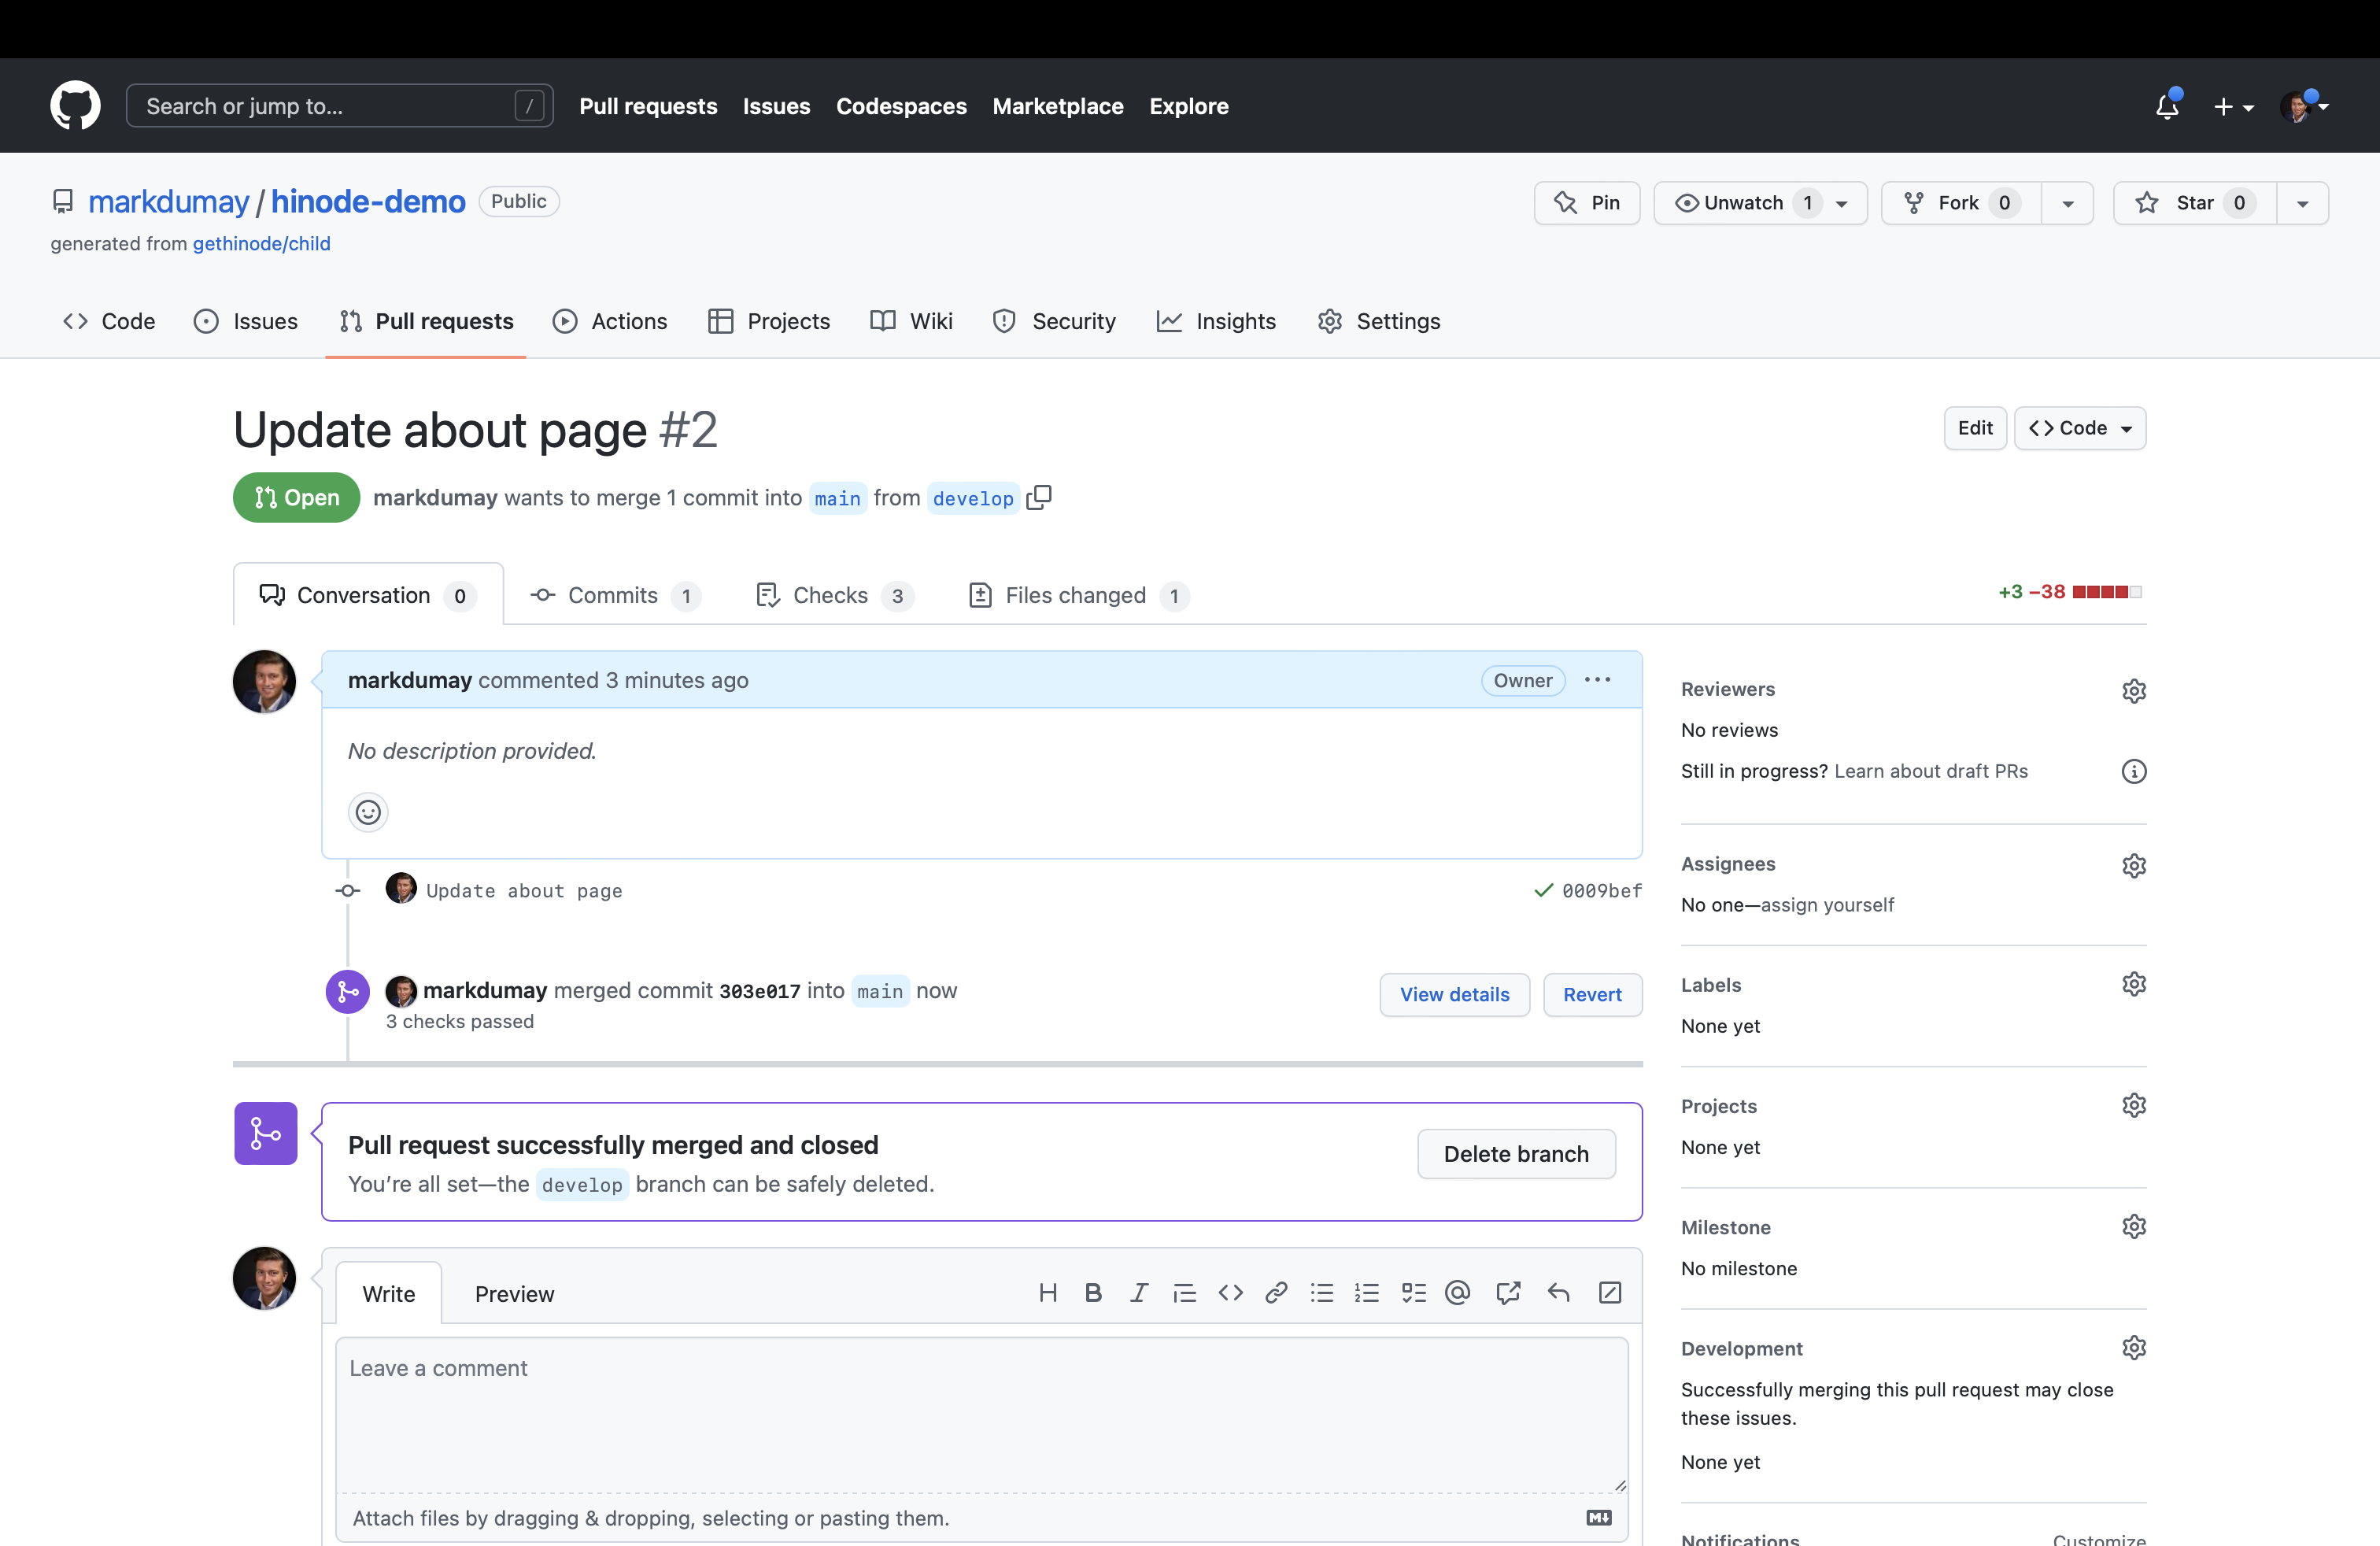 Search or jump to... /
Pull requests Issues Codespaces Marketplace Explore
markdumay / hinode-demo Public
Pin Unwatch 1 Fork 0 Star 0
generated from gethinode/child
Code Issues Pull requests Actions Projects Wiki Security Insights Settings
Update about page #2
Edit Code
Open markdumay wants to merge 1 commit into main from develop
Conversation 0 Commits 1 Checks 3 Files changed 1
+3 −38
markdumay commented 3 minutes ago
Owner ···
No description provided.
Update about page
0009bef
markdumay merged commit 303e017 into main now
3 checks passed
View details Revert
Pull request successfully merged and closed
You’re all set—the develop branch can be safely deleted.
Delete branch
Write Preview
Leave a comment
Attach files by dragging & dropping, selecting or pasting them.
Reviewers
No reviews
Still in progress? Learn about draft PRs
Assignees
No one—assign yourself
Labels
None yet
Projects
None yet
Milestone
No milestone
Development
Successfully merging this pull request may close
these issues.
None yet
Notifications Customize